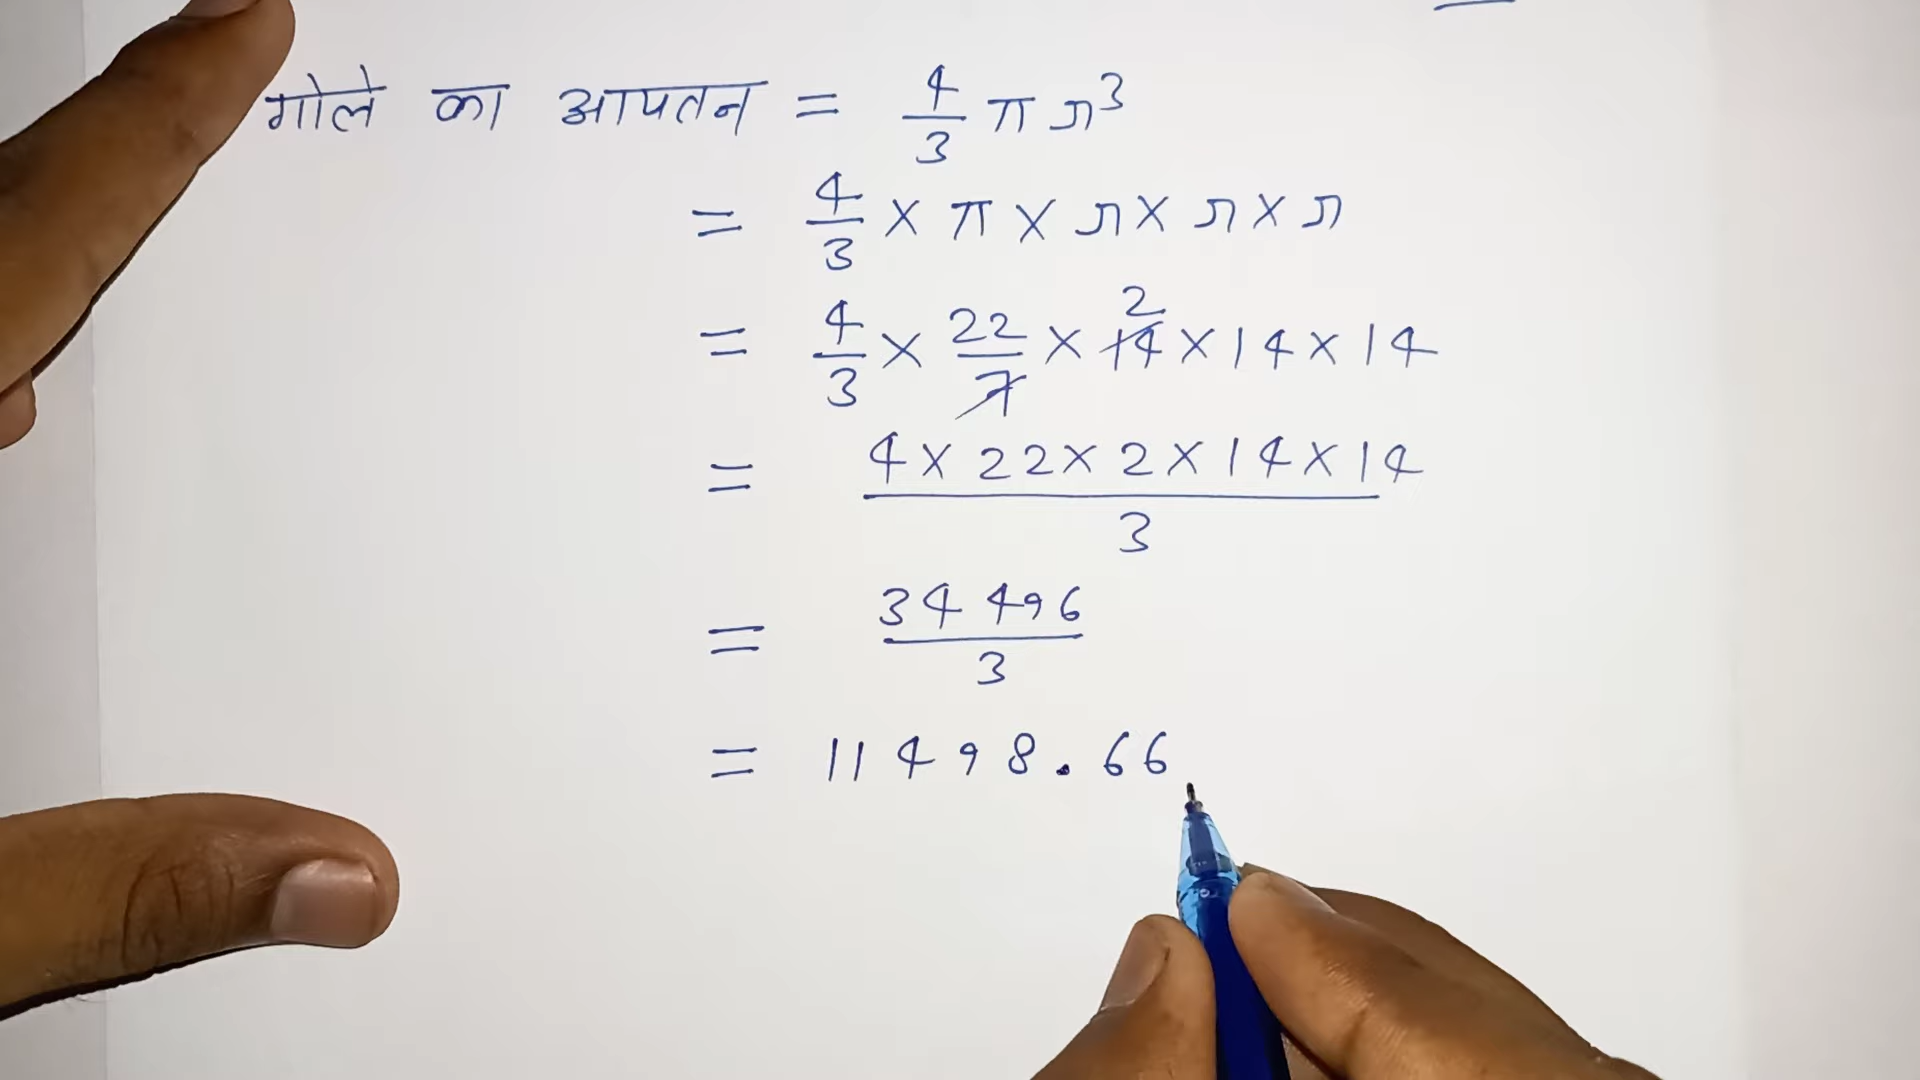 गोले का आयतन = 4/3 π r³
= 4/3 × π × r × r × r
= 4/3 × 22/7 × 14 2 × 14 × 14
= 4 × 22 × 2 × 14 × 14 / 3
= 34496 / 3
= 11498.66